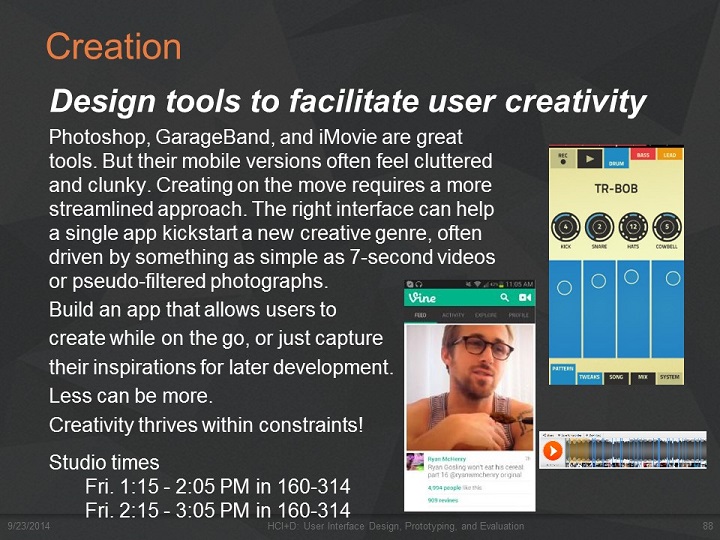 Creation
Design tools to facilitate user creativity
Photoshop, GarageBand, and iMovie are great
tools. But their mobile versions often feel cluttered
and clunky. Creating on the move requires a more
streamlined approach. The right interface can help
a single app kickstart a new creative genre, often
driven by something as simple as 7-second videos
or pseudo-filtered photographs.
Build an app that allows users to
create while on the go, or just capture
their inspirations for later development.
Less can be more.
Creativity thrives within constraints!
Studio times
Fri. 1:15 - 2:05 PM in 160-314
Fri. 2:15 - 3:05 PM in 160-314
REC DRUM BASS LEAD
TR-BOB
4 2 12 5
KICK SNARE HATS COWBELL
PATTERN TWEAKS SONG MIX SYSTEM
11:05 AM
Vine
FEED ACTIVITY EXPLORE PROFILE
Ryan McHenry
Ryan Gosling won't eat his cereal
part 16 @ryanwmchenry original
4,994 people like this
909 revines
9/23/2014
HCI+D: User Interface Design, Prototyping, and Evaluation
88